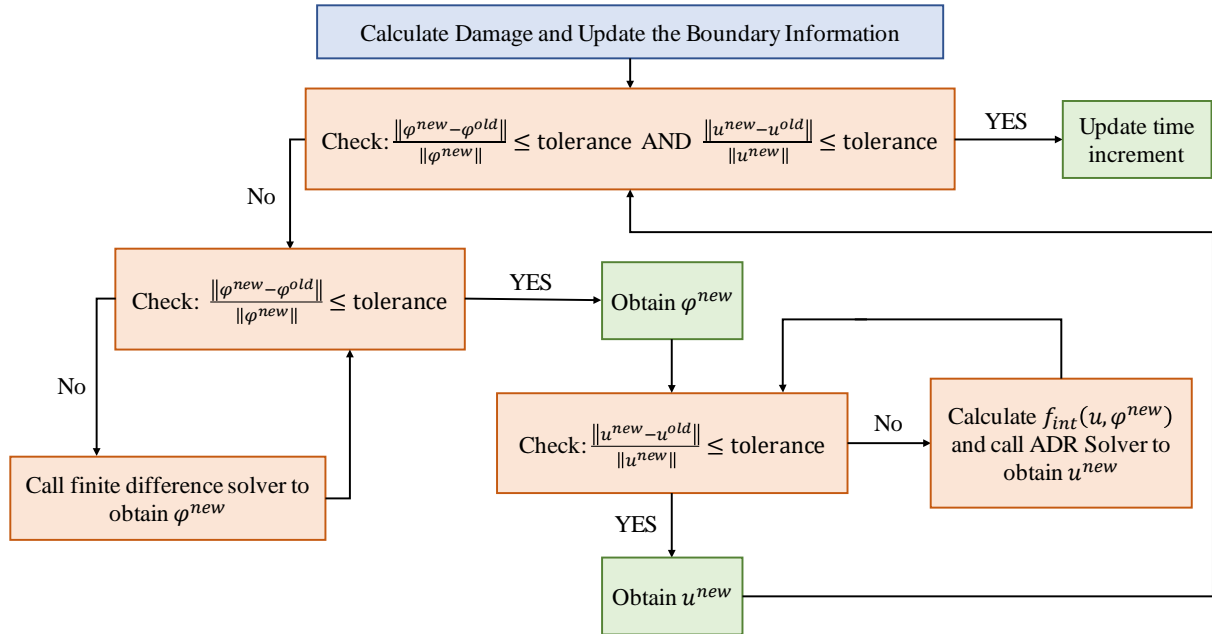 Calculate Damage and Update the Boundary Information
Check: ‖φ^new−φ^old‖/‖φ^new‖ ≤ tolerance AND ‖u^new−u^old‖/‖u^new‖ ≤ tolerance
YES
Update time
increment
No
Check: ‖φ^new−φ^old‖/‖φ^new‖ ≤ tolerance
YES
Obtain φ^new
No
Call finite difference solver to
obtain φ^new
Check: ‖u^new−u^old‖/‖u^new‖ ≤ tolerance
No
Calculate f_int(u, φ^new)
and call ADR Solver to
obtain u^new
YES
Obtain u^new